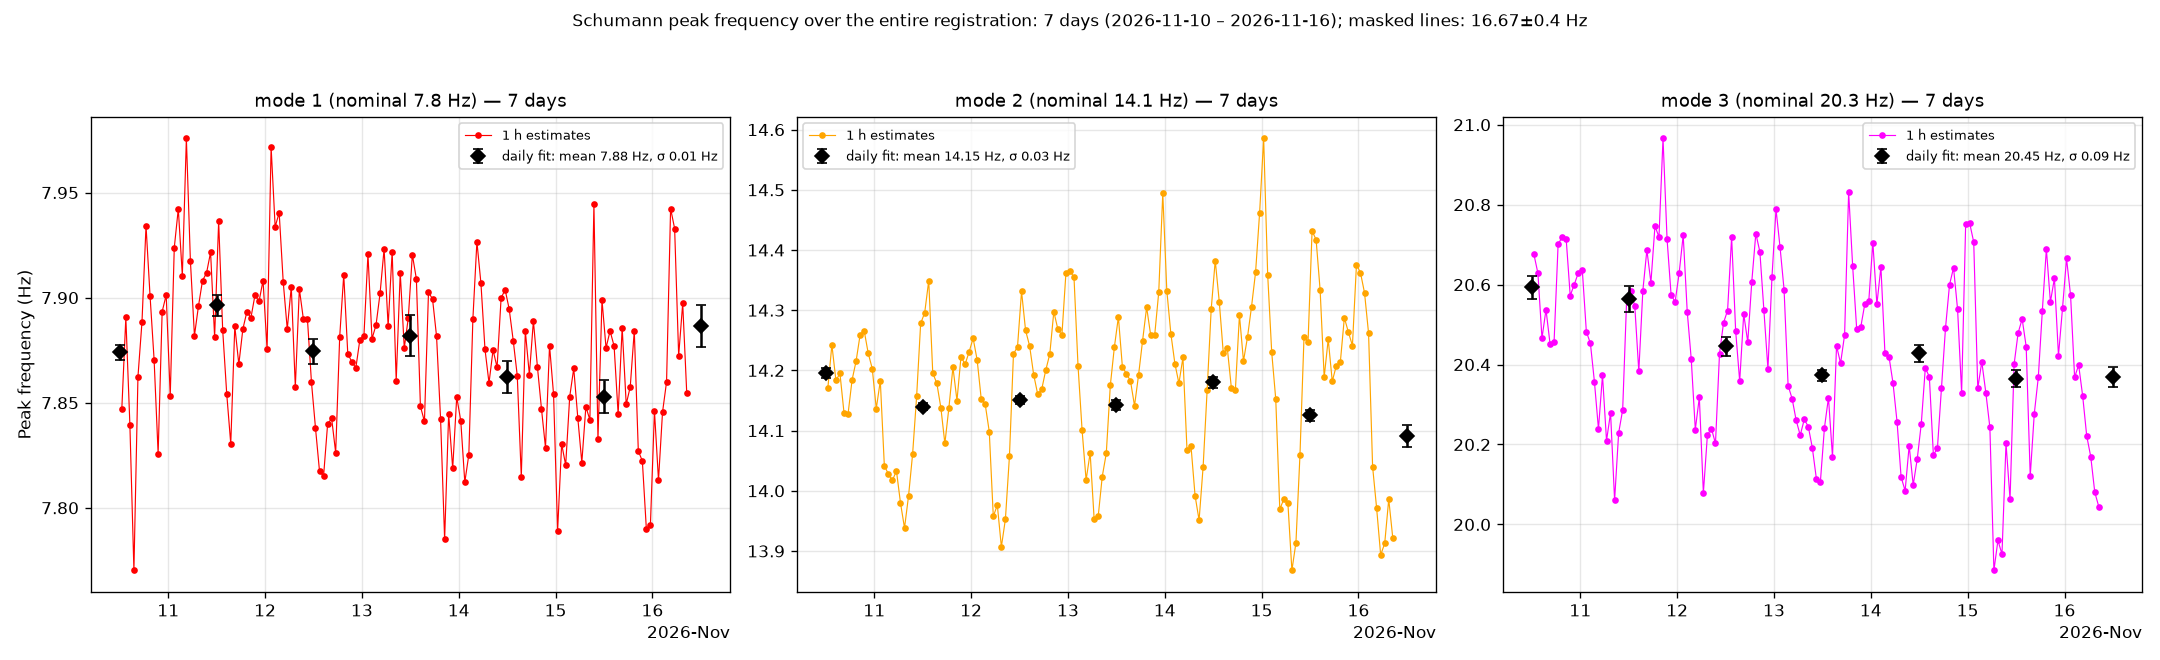 Schumann peak frequency over the entire registration: 7 days (2026-11-10 – 2026-11-16); masked lines: 16.67±0.4 Hz
mode 1 (nominal 7.8 Hz) — 7 days
1 h estimates
daily fit: mean 7.88 Hz, σ 0.01 Hz
Peak frequency (Hz)
7.95
7.90
7.85
7.80
11 12 13 14 15 16
2026-Nov
mode 2 (nominal 14.1 Hz) — 7 days
1 h estimates
daily fit: mean 14.15 Hz, σ 0.03 Hz
14.6
14.5
14.4
14.3
14.2
14.1
14.0
13.9
11 12 13 14 15 16
2026-Nov
mode 3 (nominal 20.3 Hz) — 7 days
1 h estimates
daily fit: mean 20.45 Hz, σ 0.09 Hz
21.0
20.8
20.6
20.4
20.2
20.0
11 12 13 14 15 16
2026-Nov